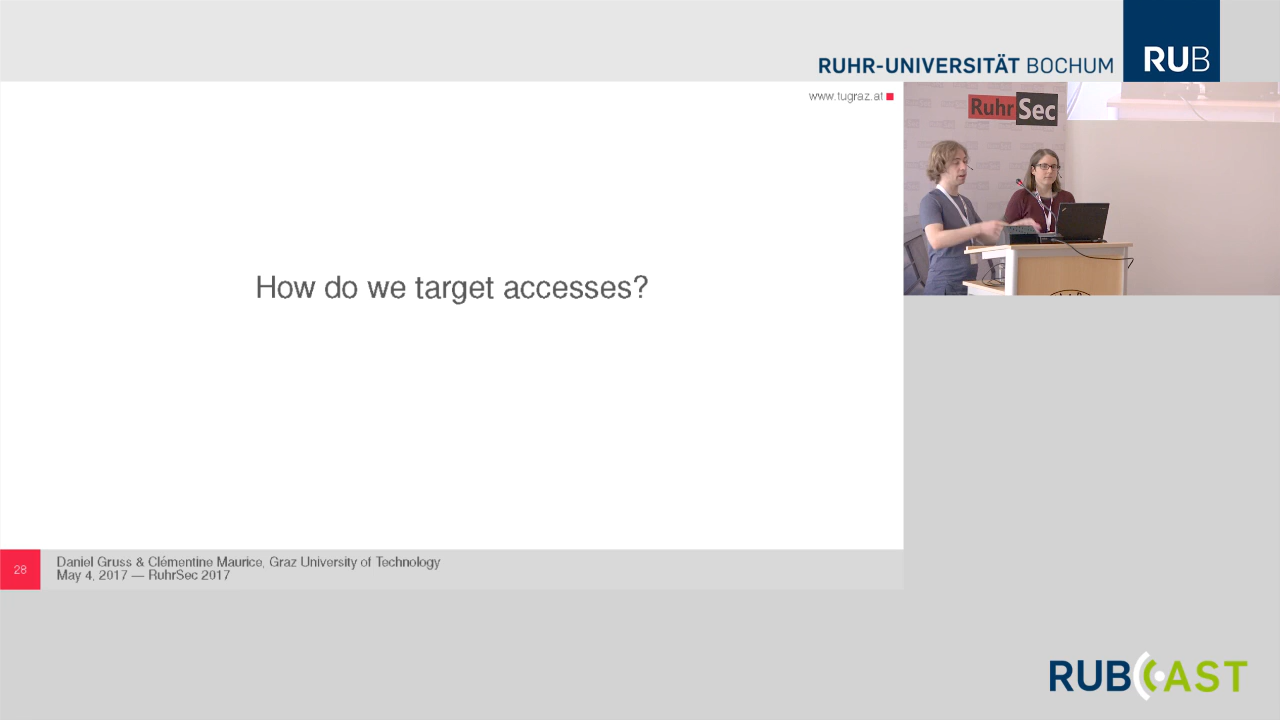 RUHR-UNIVERSITÄT BOCHUM
RUB
www.tugraz.at
RuhrSec
How do we target accesses?
28
Daniel Gruss & Clémentine Maurice, Graz University of Technology
May 4, 2017 — RuhrSec 2017
RUBCAST